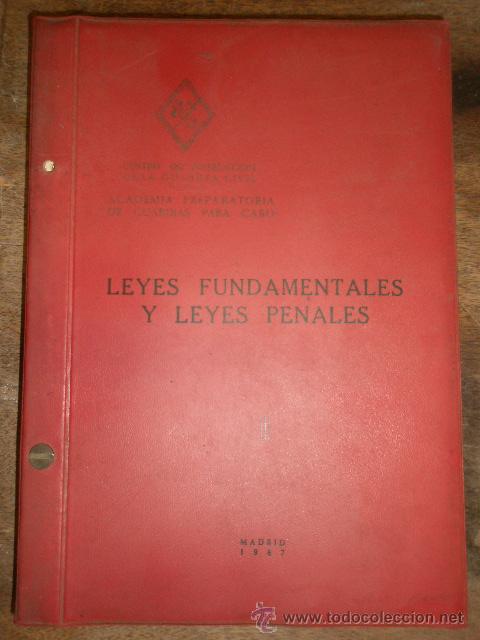 CENTRO DE INSTRUCCION
DE LA GUARDIA CIVIL
ACADEMIA PREPARATORIA
DE GUARDIAS PARA CABO
LEYES FUNDAMENTALES
Y LEYES PENALES
I
MADRID
1967
www.todocoleccion.net